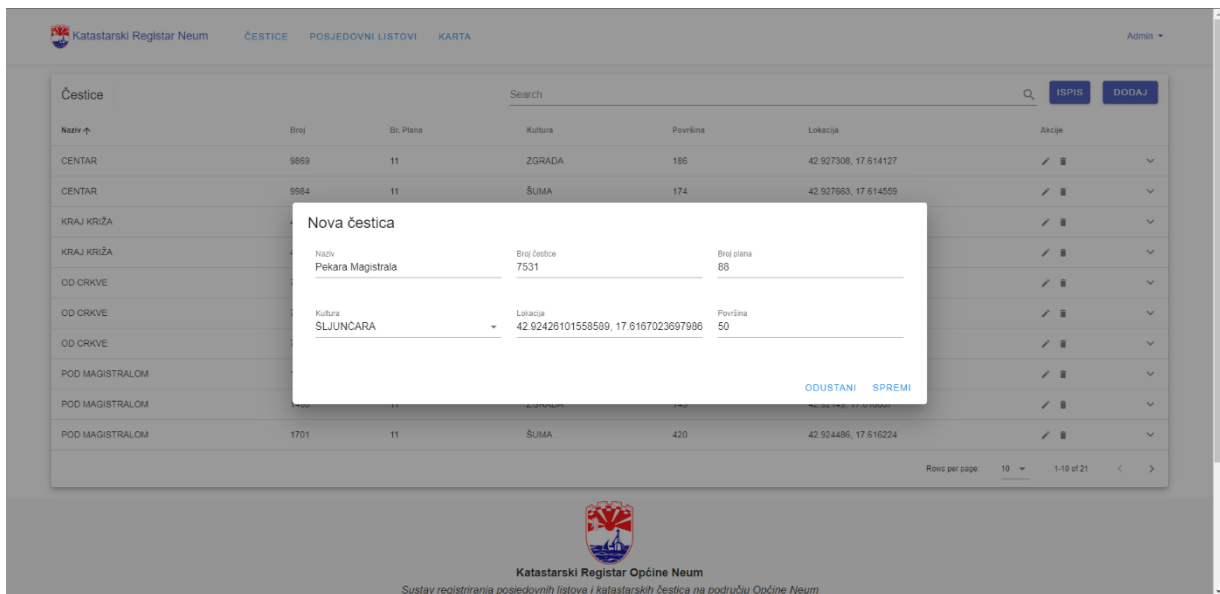 Katastarski Registar Neum ČESTICE POSJEDOVNI LISTOVI KARTA Admin
Čestice Search ISPIS DODAJ
Naziv Broj Br. Plana Kultura Površina Lokacija Akcije
CENTAR 9869 11 ZGRADA 186 42.927308, 17.614127
CENTAR 9984 11 ŠUMA 174 42.927663, 17.614559
KRAJ KRIŽA
KRAJ KRIŽA
OD CRKVE
OD CRKVE
OD CRKVE
POD MAGISTRALOM
POD MAGISTRALOM
POD MAGISTRALOM 1701 11 ŠUMA 420 42.924486, 17.616224
Nova čestica
Naziv Broj čestice Broj plana
Pekara Magistrala 7531 88
Kultura Lokacija Površina
ŠLJUNČARA 42.92426101558589, 17.6167023697986 50
ODUSTANI SPREMI
Rows per page: 10 1-10 of 21
Katastarski Registar Općine Neum
Sustav registriranja posjedovnih listova i katastarskih čestica na području Općine Neum